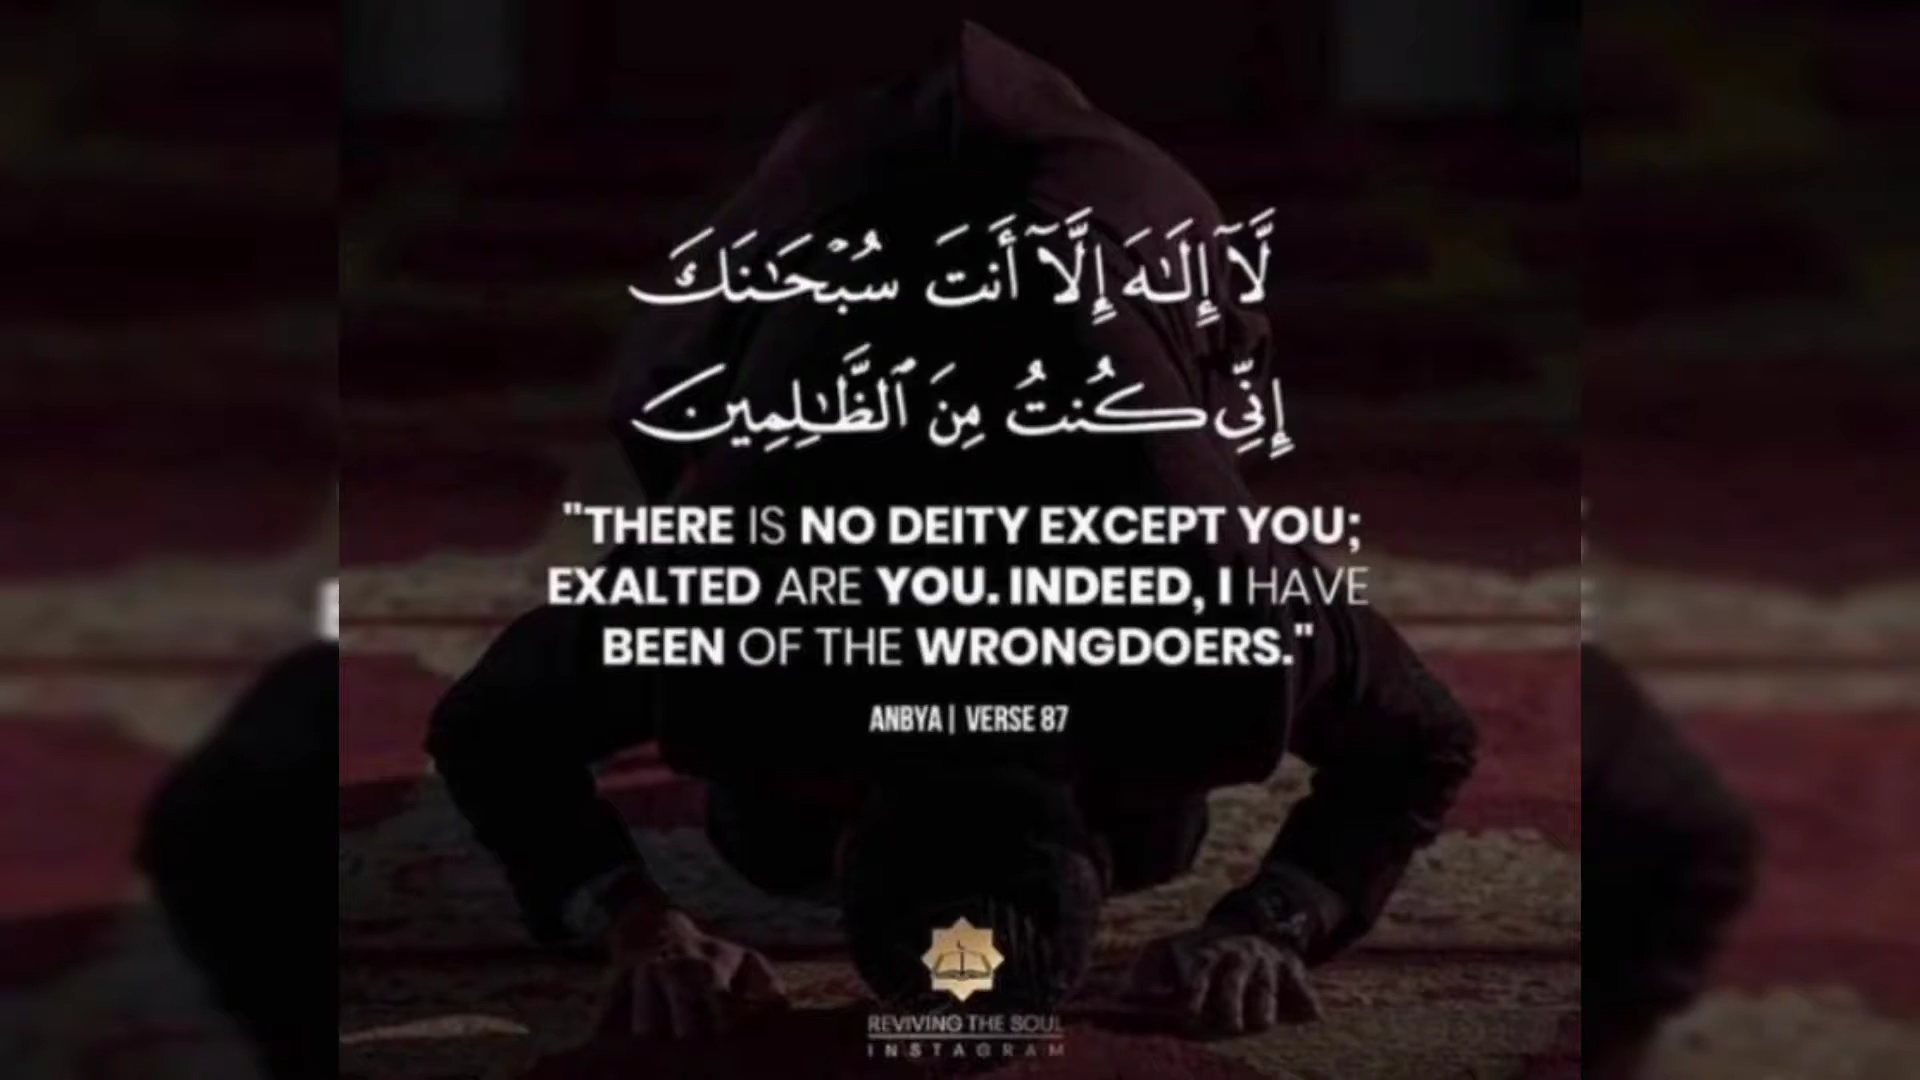 لَّآ إِلَـٰهَ إِلَّآ أَنتَ سُبْحَـٰنَكَ
إِنِّى كُنتُ مِنَ ٱلظَّـٰلِمِينَ
"THERE IS NO DEITY EXCEPT YOU;
EXALTED ARE YOU. INDEED, I HAVE
BEEN OF THE WRONGDOERS."
ANBYA | VERSE 87
REVIVING THE SOUL
INSTAGRAM